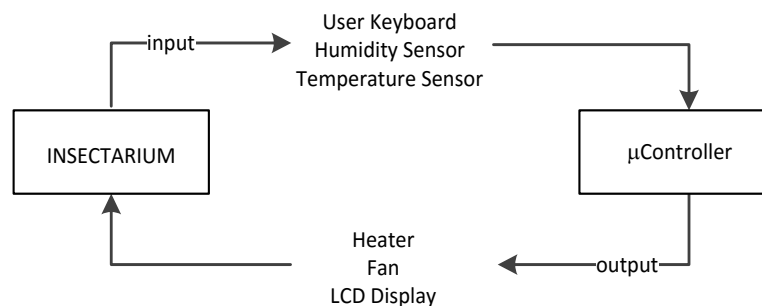 User Keyboard
input
Humidity Sensor
Temperature Sensor
INSECTARIUM
μController
Heater
Fan
output
LCD Display